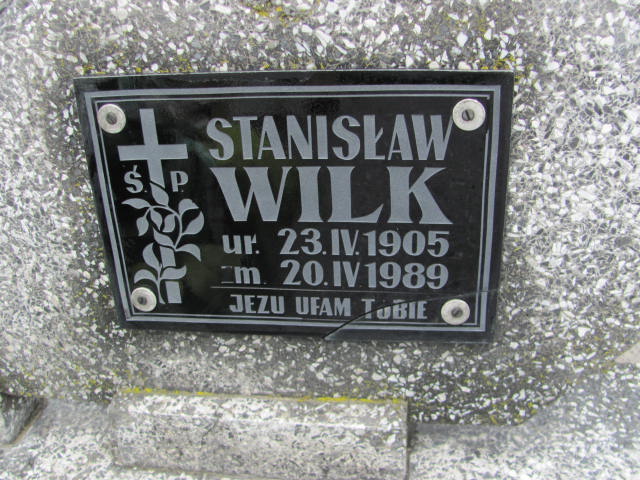 Ś. P.
STANISŁAW
WILK
ur. 23.IV.1905
zm. 20.IV.1989
JEZU UFAM TOBIE